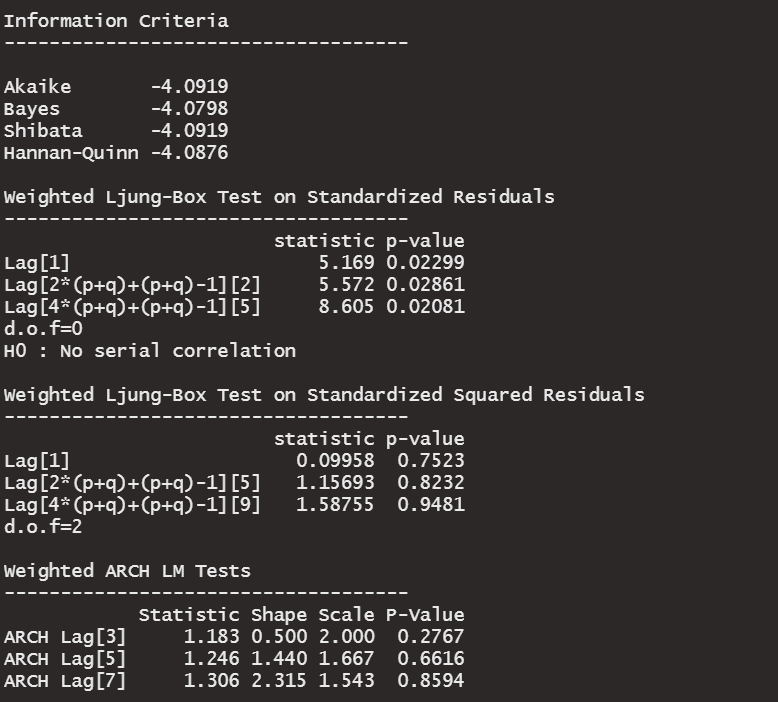 Information Criteria
------------------------------------
Akaike       -4.0919
Bayes        -4.0798
Shibata      -4.0919
Hannan-Quinn -4.0876
Weighted Ljung-Box Test on Standardized Residuals
------------------------------------
                        statistic p-value
Lag[1]                      5.169 0.02299
Lag[2*(p+q)+(p+q)-1][2]     5.572 0.02861
Lag[4*(p+q)+(p+q)-1][5]     8.605 0.02081
d.o.f=0
H0 : No serial correlation
Weighted Ljung-Box Test on Standardized Squared Residuals
------------------------------------
                        statistic p-value
Lag[1]                    0.09958  0.7523
Lag[2*(p+q)+(p+q)-1][5]   1.15693  0.8232
Lag[4*(p+q)+(p+q)-1][9]   1.58755  0.9481
d.o.f=2
Weighted ARCH LM Tests
------------------------------------
            Statistic Shape Scale P-Value
ARCH Lag[3]     1.183 0.500 2.000  0.2767
ARCH Lag[5]     1.246 1.440 1.667  0.6616
ARCH Lag[7]     1.306 2.315 1.543  0.8594